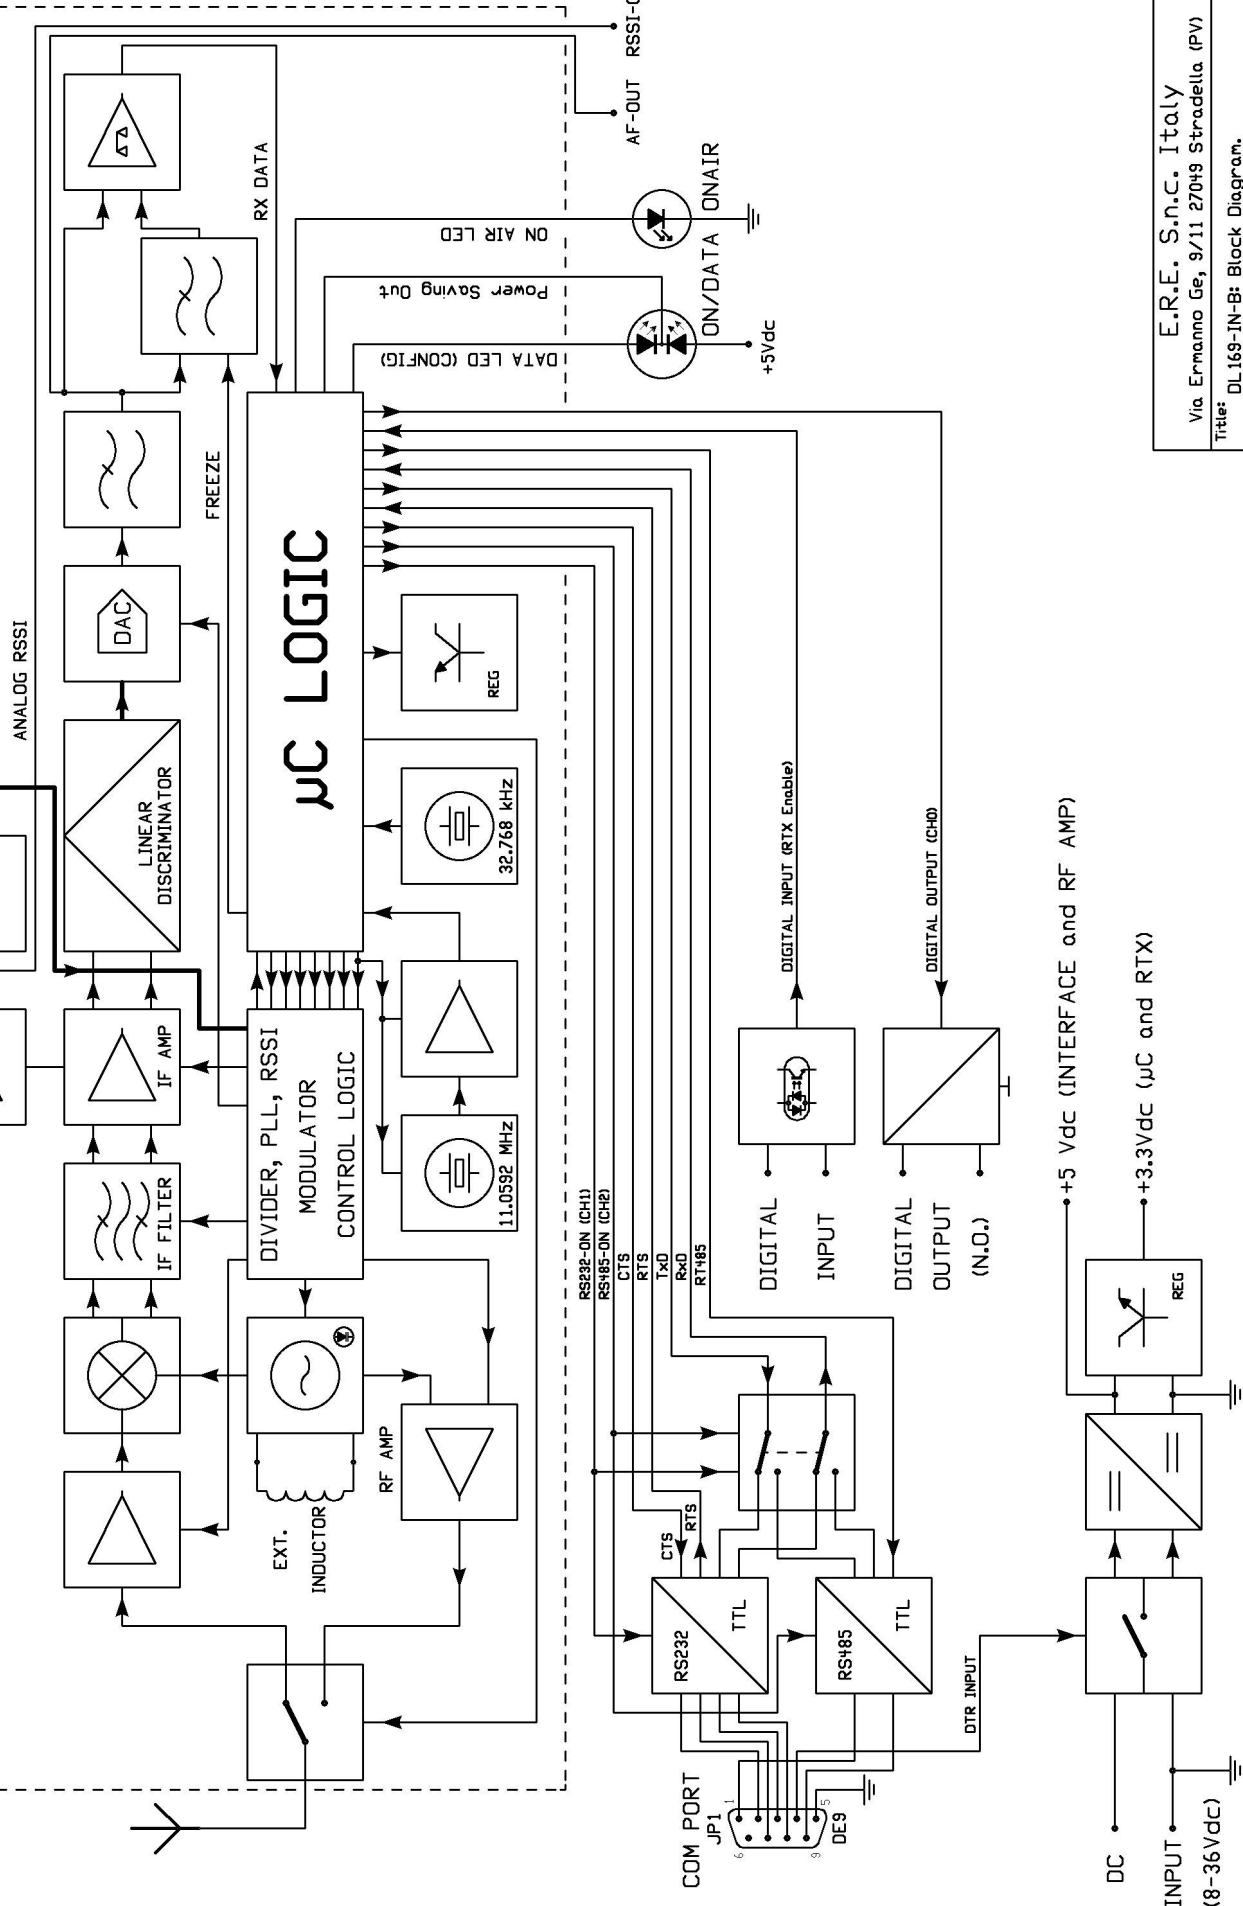 ANALOG RSSI
AF-OUT
RX DATA
ON AIR LED
Power Saving Out
DATA LED (CONFIG)
ON/DATA
ONAIR
+5Vdc
FREEZE
DAC
LINEAR
DISCRIMINATOR
IF AMP
IF FILTER
µC LOGIC
DIVIDER, PLL, RSSI
MODULATOR
CONTROL LOGIC
REG
32.768 kHz
11.0592 MHz
RF AMP
EXT.
INDUCTOR
RS232-ON (CH1)
RS485-ON (CH2)
CTS
RTS
TxD
RxD
RT485
CTS
RTS
RS232
TTL
RS485
TTL
DIGITAL INPUT (RTX Enable)
DIGITAL OUTPUT (CH0)
DIGITAL
INPUT
DIGITAL
OUTPUT
(N.O.)
COM PORT
JP1
1
6
5
9
DE9
DTR INPUT
DC
INPUT
(8-36Vdc)
REG
+5 Vdc (INTERFACE and RF AMP)
+3.3Vdc (µC and RTX)
E.R.E. S.n.c. Italy
Via Ermanno Ge, 9/11 27049 Stradella (PV)
Title:
DL169-IN-B: Block Diagram.